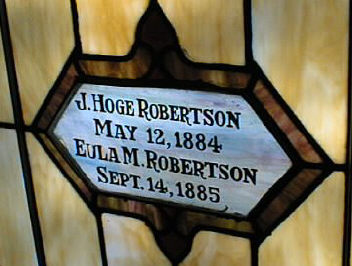 J. HOGE ROBERTSON
MAY 12, 1884
EULA M. ROBERTSON
SEPT. 14, 1885